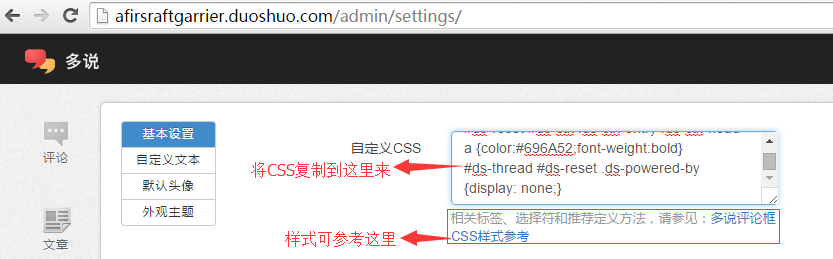 afirsraftgarrier.duoshuo.com/admin/settings/
多说
基本设置
自定义文本
默认头像
外观主题
评论
文章
自定义CSS
a {color:#696A52;font-weight:bold}
#ds-thread #ds-reset .ds-powered-by
{display: none;}
将CSS复制到这里来
相关标签、选择符和推荐定义方法，请参见：多说评论框
CSS样式参考
样式可参考这里